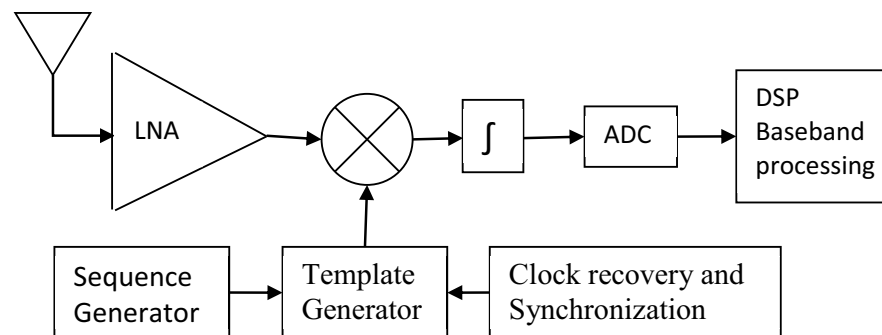 LNA
∫
ADC
DSP
Baseband
processing
Sequence
Generator
Template
Generator
Clock recovery and
Synchronization